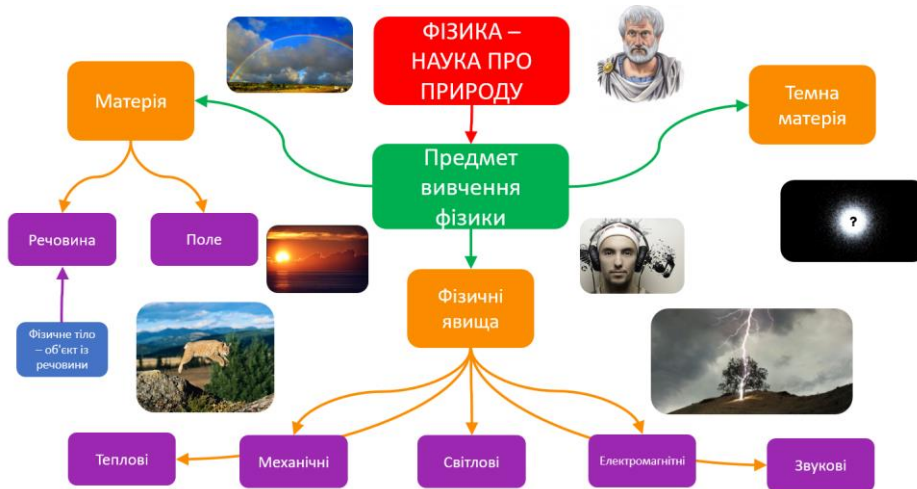 ФІЗИКА –
НАУКА ПРО
ПРИРОДУ
Матерія
Темна
матерія
Предмет
вивчення
фізики
Речовина
Поле
?
Фізичні
явища
Фізичне тіло
– об'єкт із
речовини
Теплові
Механічні
Світлові
Електромагнітні
Звукові